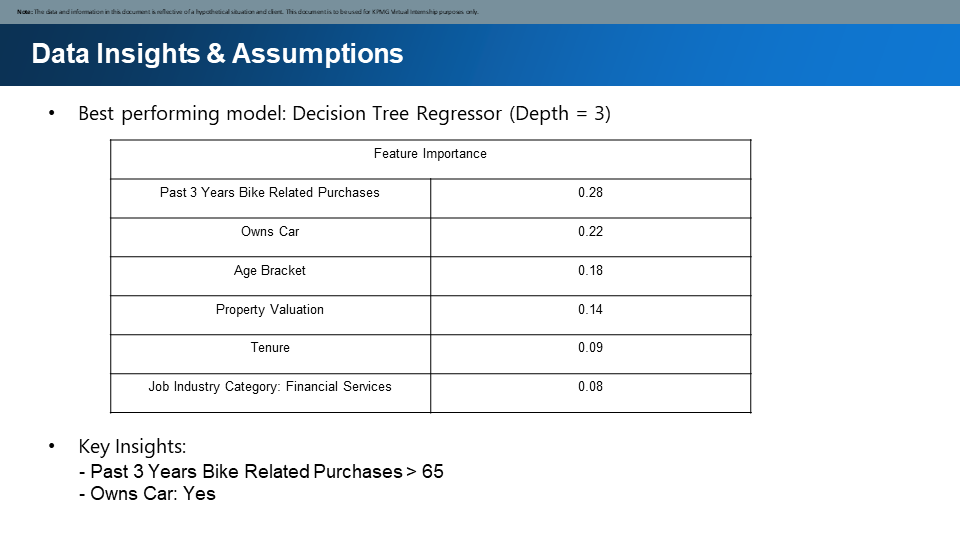 Note: The data and information in this document is reflective of a hypothetical situation and client. This document is to be used for KPMG Virtual Internship purposes only.
Data Insights & Assumptions
• Best performing model: Decision Tree Regressor (Depth = 3)
Feature Importance
Past 3 Years Bike Related Purchases 0.28
Owns Car 0.22
Age Bracket 0.18
Property Valuation 0.14
Tenure 0.09
Job Industry Category: Financial Services 0.08
• Key Insights:
- Past 3 Years Bike Related Purchases > 65
- Owns Car: Yes